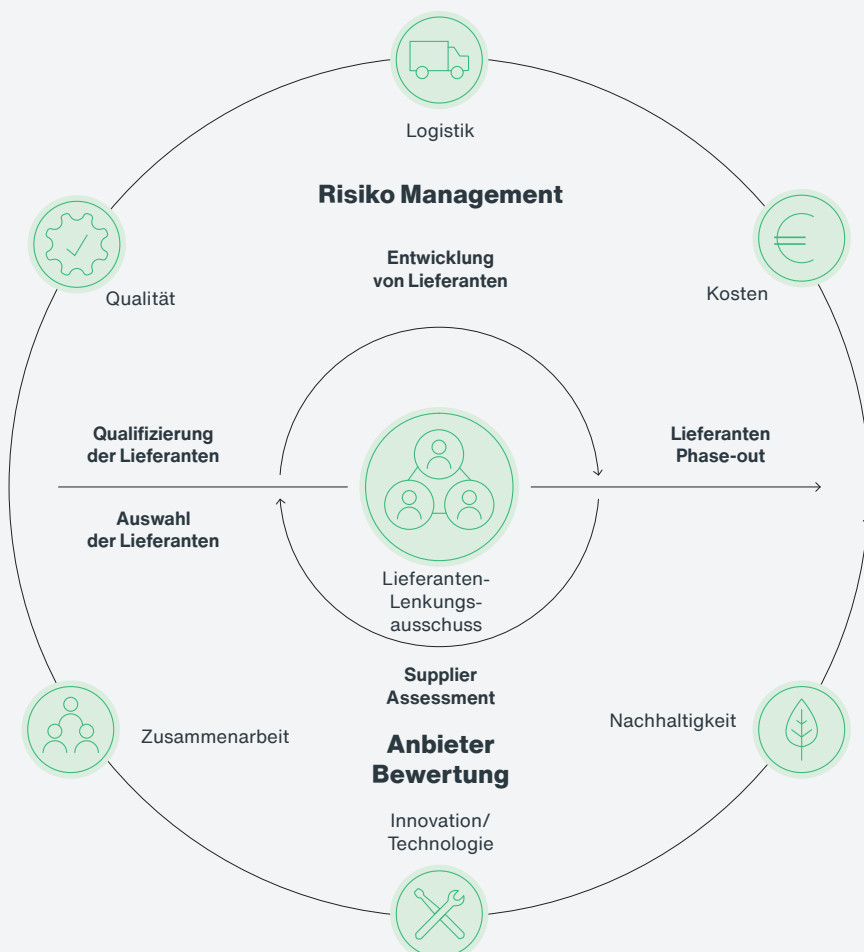 Logistik
Risiko Management
Entwicklung
von Lieferanten
Qualität
Kosten
Qualifizierung
der Lieferanten
Lieferanten
Phase-out
Auswahl
der Lieferanten
Lieferanten-
Lenkungs-
ausschuss
Supplier
Assessment
Zusammenarbeit
Nachhaltigkeit
Anbieter
Bewertung
Innovation/
Technologie